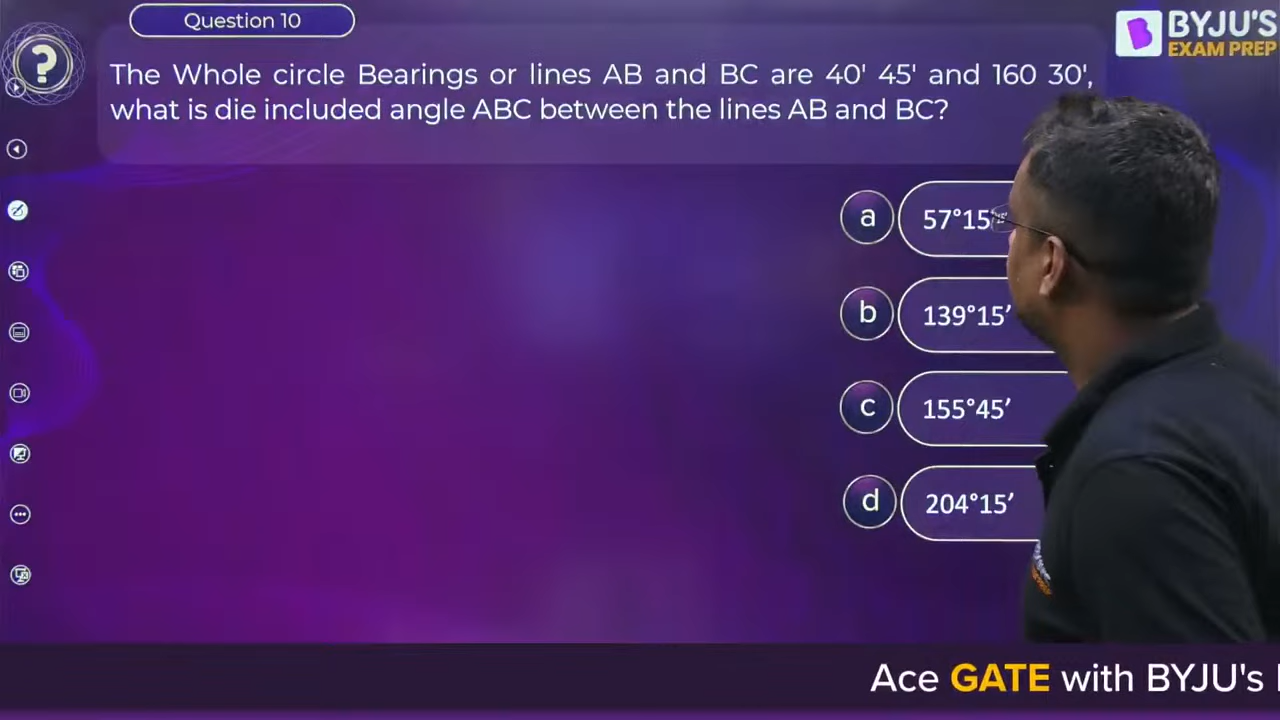 Question 10
BYJU'S
EXAM PREP
?
The Whole circle Bearings or lines AB and BC are 40' 45' and 160 30',
what is die included angle ABC between the lines AB and BC?
a 57°15
b 139°15′
c 155°45′
d 204°15′
Ace GATE with BYJU's